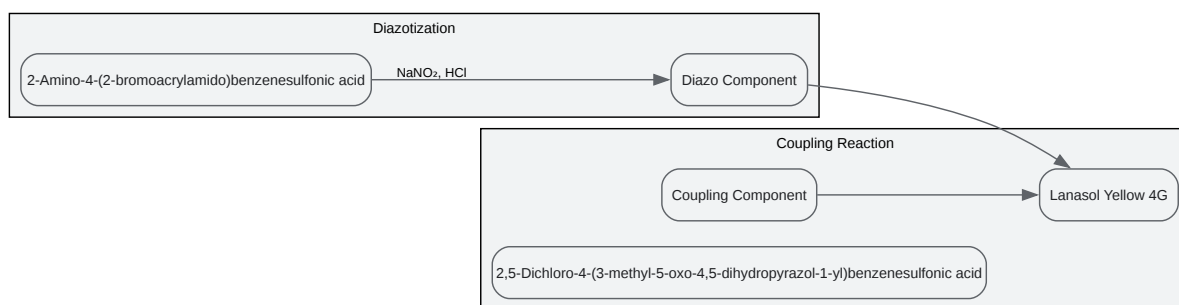 Diazotization
2-Amino-4-(2-bromoacrylamido)benzenesulfonic acid
NaNO₂, HCl
Diazo Component
Coupling Reaction
Coupling Component
Lanasol Yellow 4G
2,5-Dichloro-4-(3-methyl-5-oxo-4,5-dihydropyrazol-1-yl)benzenesulfonic acid